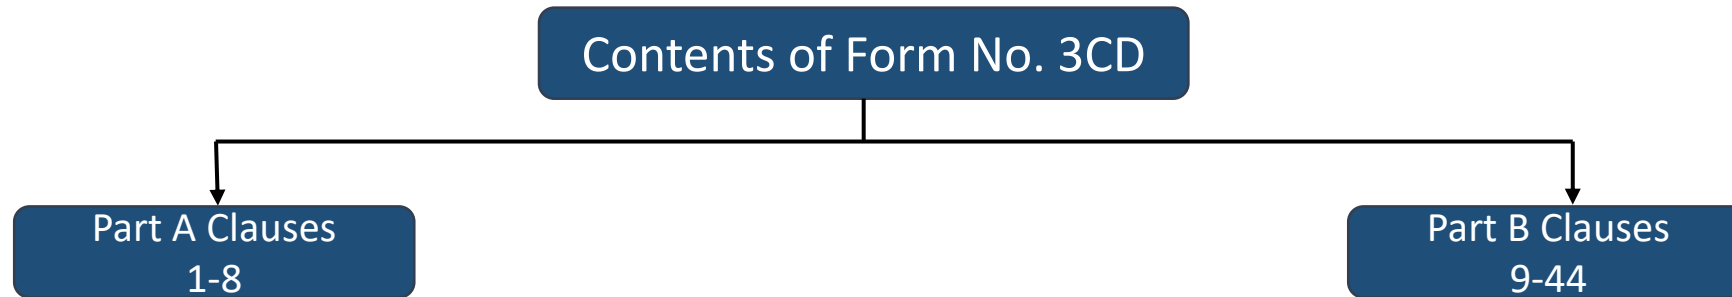 Contents of Form No. 3CD
Part A Clauses
1-8
Part B Clauses
9-44